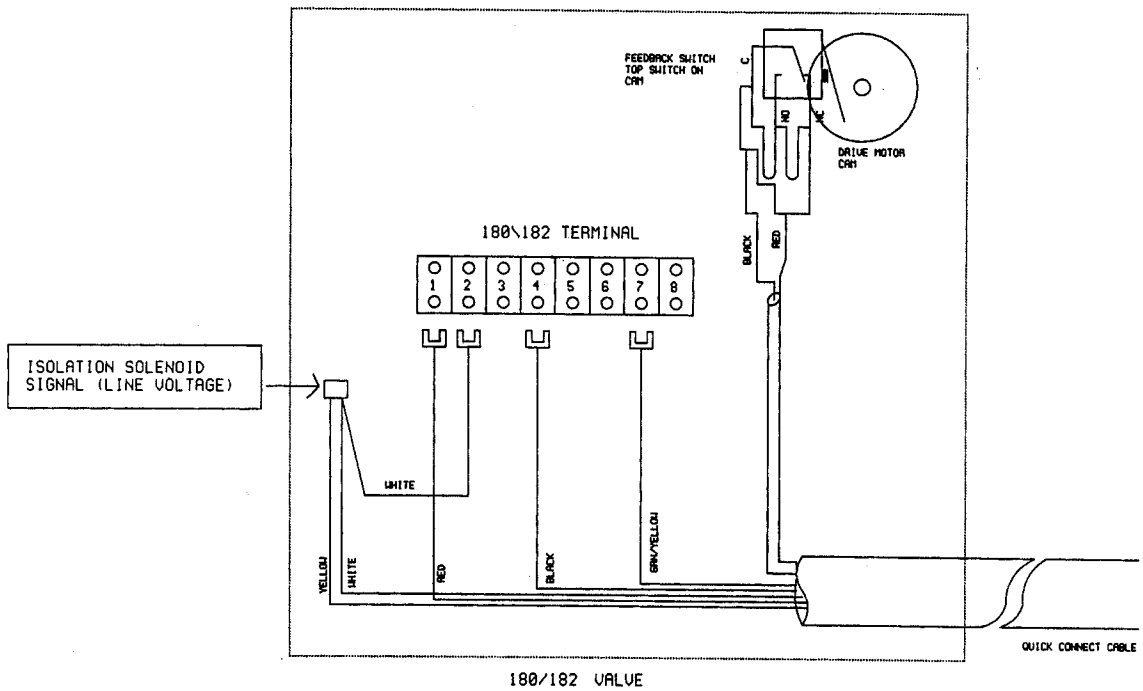 FEEDBACK SWITCH
TOP SWITCH ON
CAM
C
NO
NC
DRIVE MOTOR
CAM
BLACK
RED
180\182 TERMINAL
1 2 3 4 5 6 7 8
ISOLATION SOLENOID
SIGNAL (LINE VOLTAGE)
WHITE
YELLOW
WHITE
RED
BLACK
GRN/YELLOW
QUICK CONNECT CABLE
180/182 VALVE